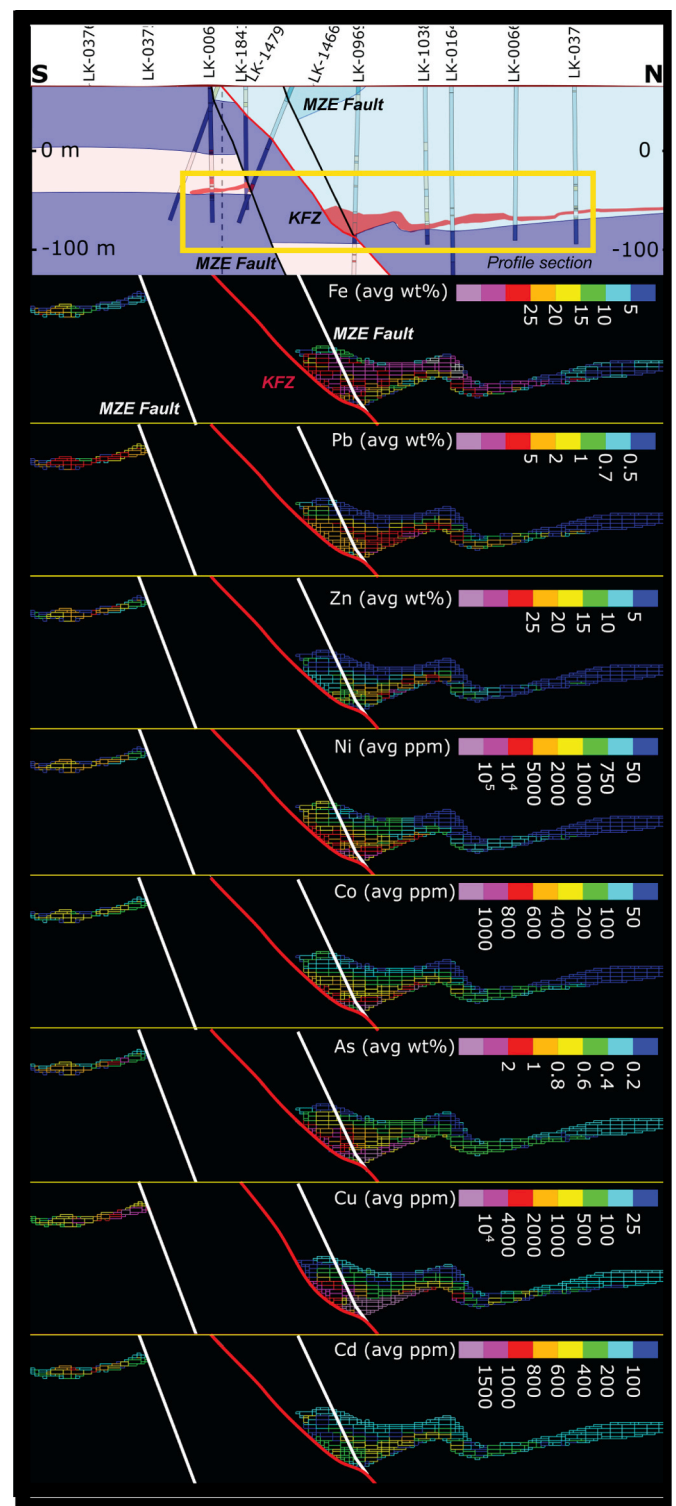 LK-0376
LK-0375
LK-006
LK-184
LK-1479
LK-1466
LK-0969
LK-1038
LK-0164
LK-0066
LK-037
S
N
MZE Fault
0 m
0
KFZ
-100 m
-100
MZE Fault
Profile section
Fe (avg wt%)
25
20
15
10
5
MZE Fault
KFZ
MZE Fault
Pb (avg wt%)
5
2
1
0.7
0.5
Zn (avg wt%)
25
20
15
10
5
Ni (avg ppm)
10⁵
10⁴
5000
2000
1000
750
50
Co (avg ppm)
1000
800
600
400
200
100
50
As (avg wt%)
2
1
0.8
0.6
0.4
0.2
Cu (avg ppm)
10⁴
4000
2000
1000
500
100
25
Cd (avg ppm)
1500
1000
800
600
400
200
100